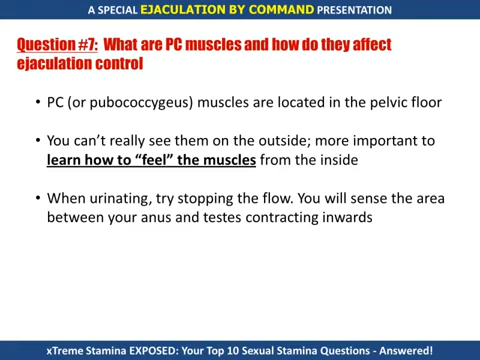 A SPECIAL EJACULATION BY COMMAND PRESENTATION
Question #7: What are PC muscles and how do they affect
ejaculation control
• PC (or pubococcygeus) muscles are located in the pelvic floor
• You can’t really see them on the outside; more important to
learn how to “feel” the muscles from the inside
• When urinating, try stopping the flow. You will sense the area
between your anus and testes contracting inwards
xTreme Stamina EXPOSED: Your Top 10 Sexual Stamina Questions - Answered!